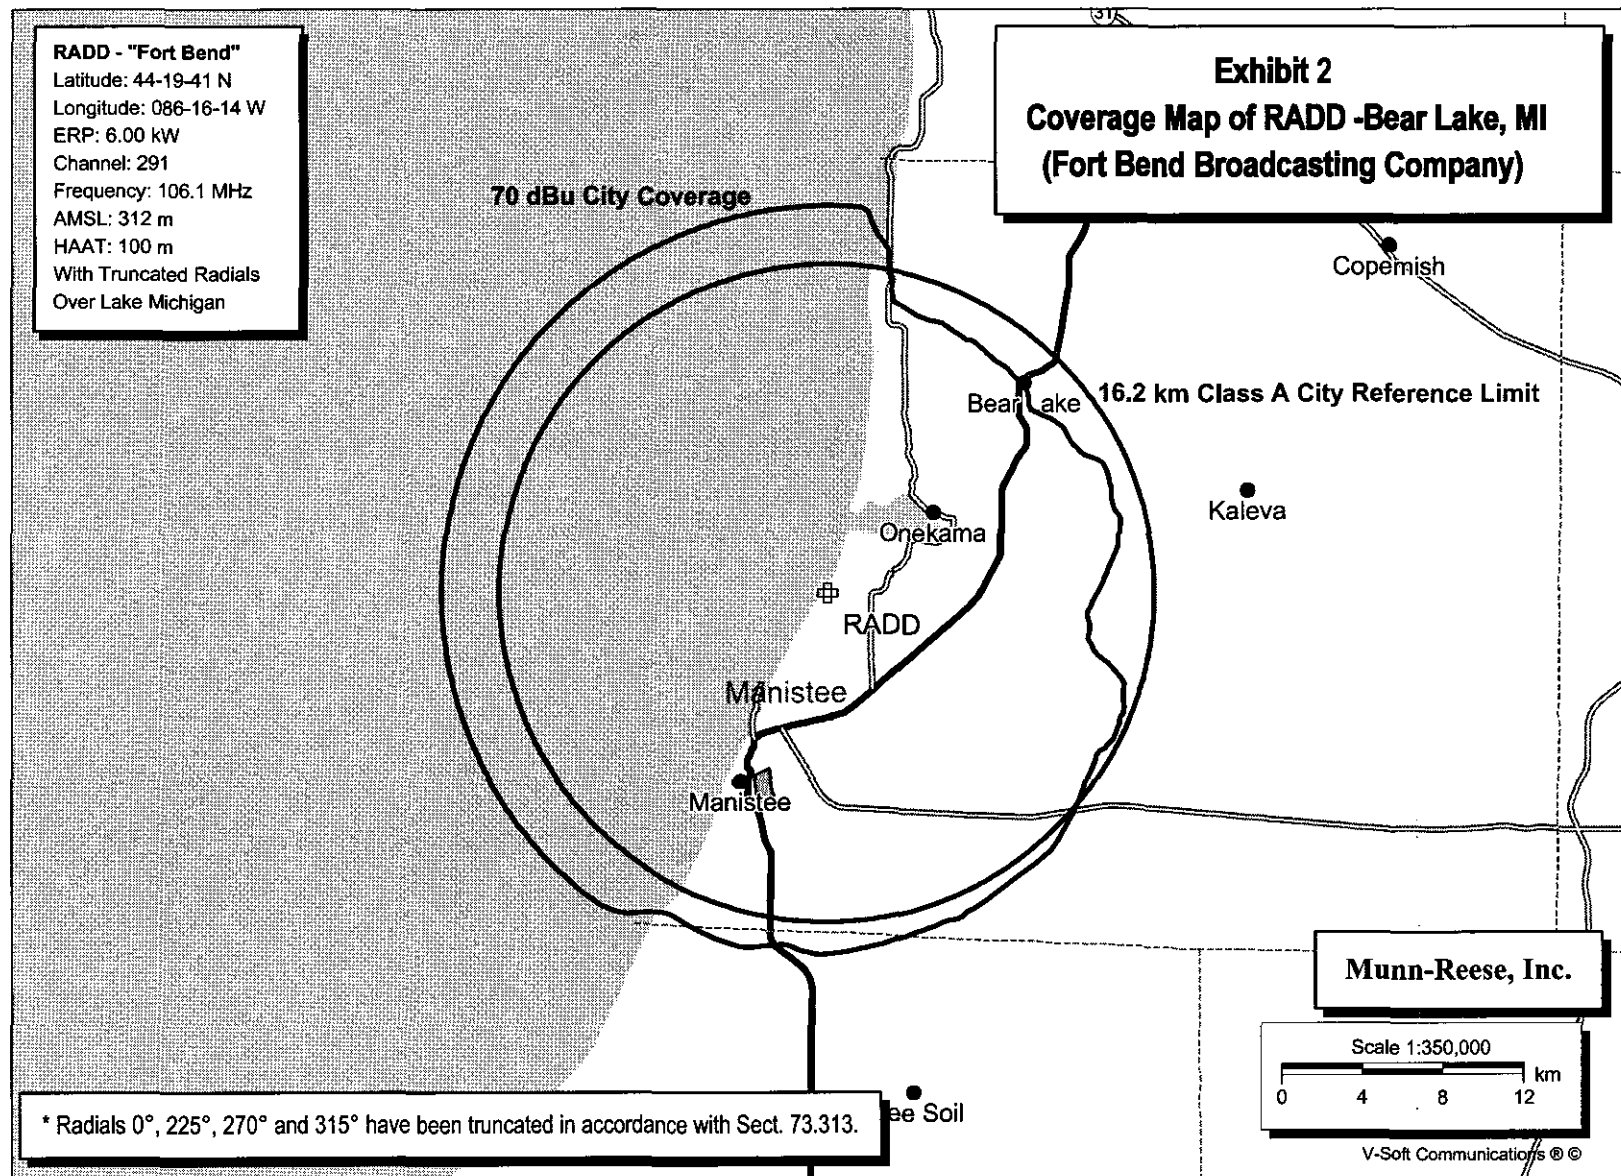 RADD - "Fort Bend"
Latitude: 44-19-41 N
Longitude: 086-16-14 W
ERP: 6.00 kW
Channel: 291
Frequency: 106.1 MHz
AMSL: 312 m
HAAT: 100 m
With Truncated Radials
Over Lake Michigan
31
Exhibit 2
Coverage Map of RADD -Bear Lake, MI
(Fort Bend Broadcasting Company)
70 dBu City Coverage
Copemish
16.2 km Class A City Reference Limit
Bear Lake
Kaleva
Onekama
RADD
Manistee
Manistee
Munn-Reese, Inc.
Scale 1:350,000
km
0 4 8 12
V-Soft Communications ® ©
ee Soil
* Radials 0°, 225°, 270° and 315° have been truncated in accordance with Sect. 73.313.